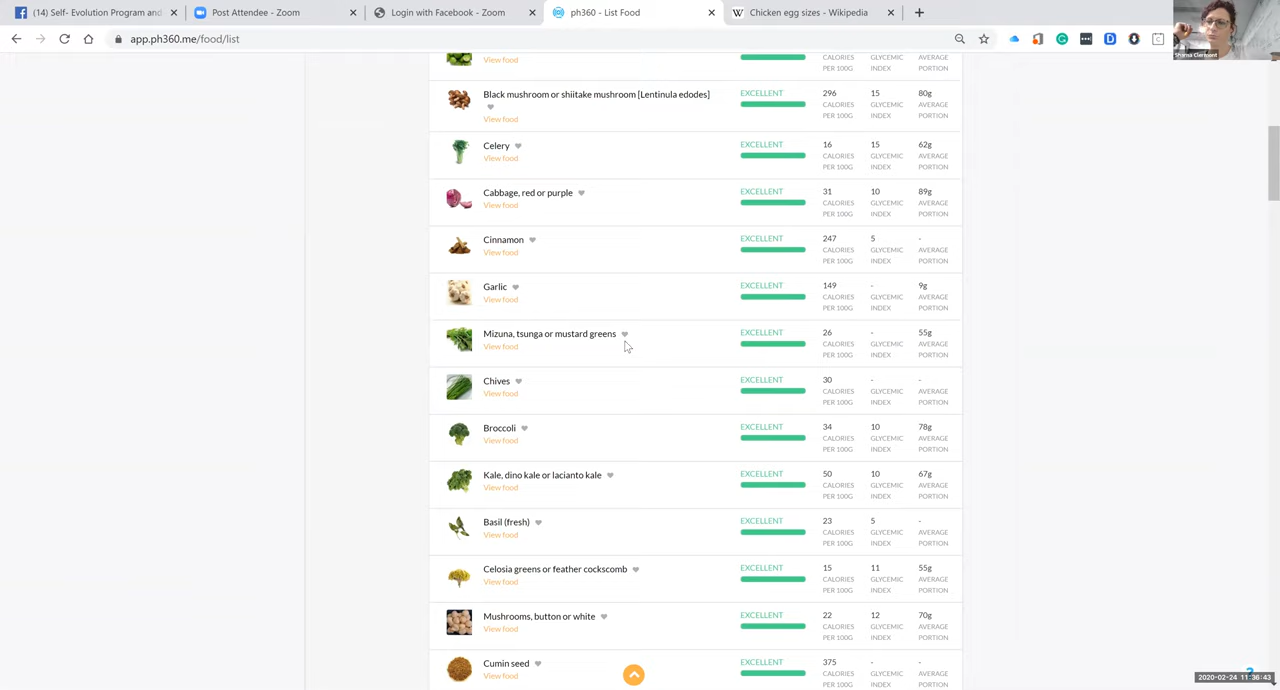 (14) Self- Evolution Program and
Post Attendee - Zoom
Login with Facebook - Zoom
ph360 - List Food
Chicken egg sizes - Wikipedia
app.ph360.me/food/list
Sharna Clermont
View food
CALORIES PER 100G
GLYCEMIC INDEX
AVERAGE PORTION
Black mushroom or shiitake mushroom [Lentinula edodes]
View food
EXCELLENT
296 CALORIES PER 100G
15 GLYCEMIC INDEX
80g AVERAGE PORTION
Celery
View food
EXCELLENT
16 CALORIES PER 100G
15 GLYCEMIC INDEX
62g AVERAGE PORTION
Cabbage, red or purple
View food
EXCELLENT
31 CALORIES PER 100G
10 GLYCEMIC INDEX
89g AVERAGE PORTION
Cinnamon
View food
EXCELLENT
247 CALORIES PER 100G
5 GLYCEMIC INDEX
- AVERAGE PORTION
Garlic
View food
EXCELLENT
149 CALORIES PER 100G
- GLYCEMIC INDEX
9g AVERAGE PORTION
Mizuna, tsunga or mustard greens
View food
EXCELLENT
26 CALORIES PER 100G
- GLYCEMIC INDEX
55g AVERAGE PORTION
Chives
View food
EXCELLENT
30 CALORIES PER 100G
- GLYCEMIC INDEX
- AVERAGE PORTION
Broccoli
View food
EXCELLENT
34 CALORIES PER 100G
10 GLYCEMIC INDEX
78g AVERAGE PORTION
Kale, dino kale or lacianto kale
View food
EXCELLENT
50 CALORIES PER 100G
10 GLYCEMIC INDEX
67g AVERAGE PORTION
Basil (fresh)
View food
EXCELLENT
23 CALORIES PER 100G
5 GLYCEMIC INDEX
- AVERAGE PORTION
Celosia greens or feather cockscomb
View food
EXCELLENT
15 CALORIES PER 100G
11 GLYCEMIC INDEX
55g AVERAGE PORTION
Mushrooms, button or white
View food
EXCELLENT
22 CALORIES PER 100G
12 GLYCEMIC INDEX
70g AVERAGE PORTION
Cumin seed
View food
EXCELLENT
375 CALORIES PER 100G
- GLYCEMIC INDEX
- AVERAGE PORTION
?
2020-02-24 11:36:43